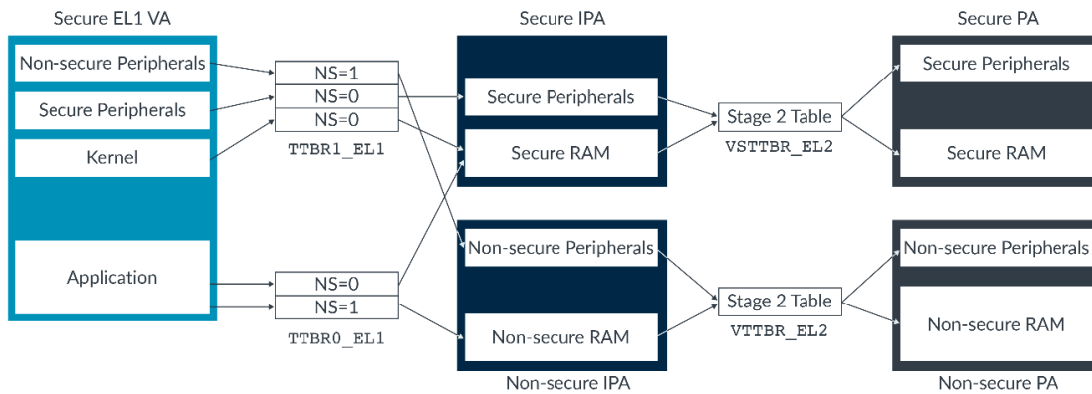 Secure EL1 VA
Non-secure Peripherals
Secure Peripherals
Kernel
Application
NS=1
NS=0
NS=0
TTBR1_EL1
NS=0
NS=1
TTBR0_EL1
Secure IPA
Secure Peripherals
Secure RAM
Non-secure Peripherals
Non-secure RAM
Non-secure IPA
Stage 2 Table
VSTTBR_EL2
Stage 2 Table
VTTBR_EL2
Secure PA
Secure Peripherals
Secure RAM
Non-secure Peripherals
Non-secure RAM
Non-secure PA